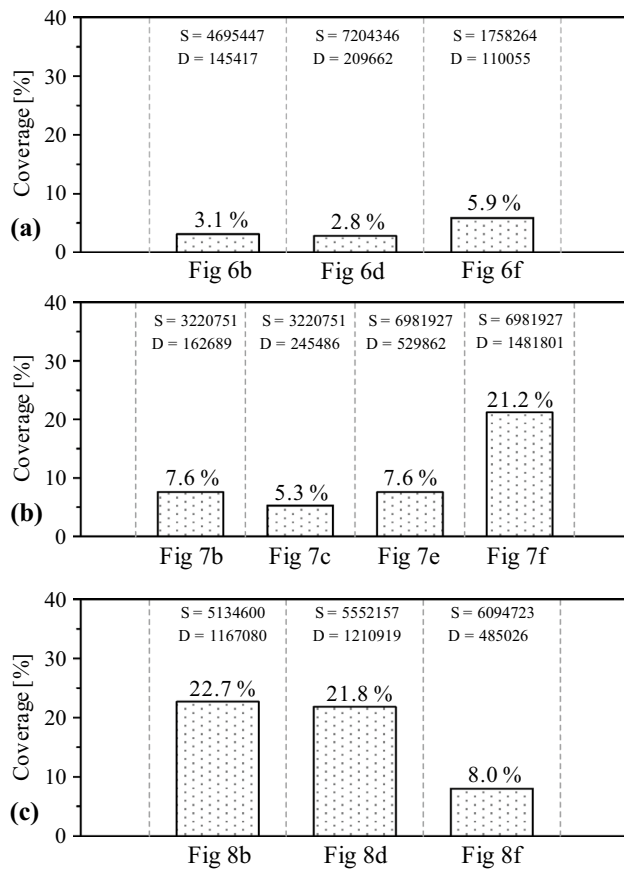 40
30
20
10
0
Coverage [%]
(a)
S = 4695447
D = 145417
S = 7204346
D = 209662
S = 1758264
D = 110055
3.1 %
2.8 %
5.9 %
Fig 6b
Fig 6d
Fig 6f
40
30
20
10
0
Coverage [%]
(b)
S = 3220751
D = 162689
S = 3220751
D = 245486
S = 6981927
D = 529862
S = 6981927
D = 1481801
7.6 %
5.3 %
7.6 %
21.2 %
Fig 7b
Fig 7c
Fig 7e
Fig 7f
40
30
20
10
0
Coverage [%]
(c)
S = 5134600
D = 1167080
S = 5552157
D = 1210919
S = 6094723
D = 485026
22.7 %
21.8 %
8.0 %
Fig 8b
Fig 8d
Fig 8f